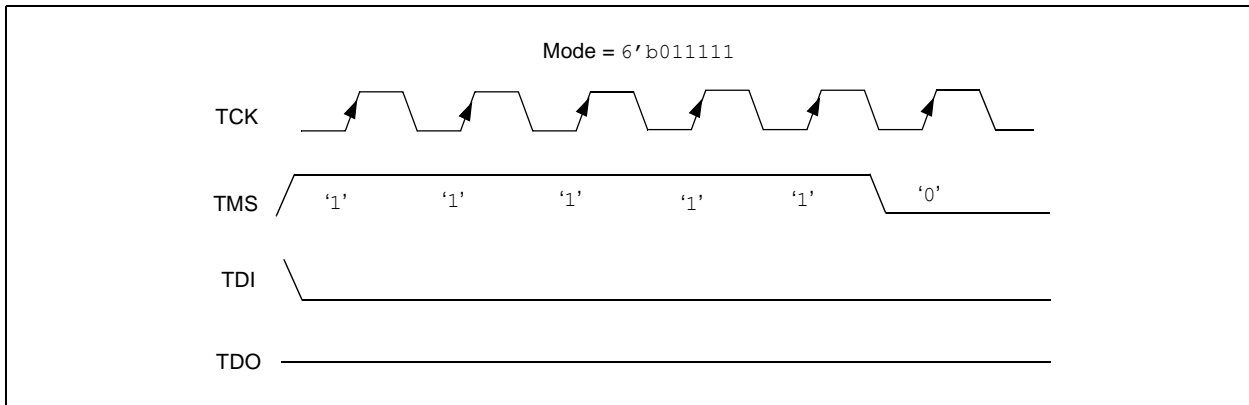 Mode = 6’b011111
TCK
TMS ‘1’ ‘1’ ‘1’ ‘1’ ‘1’ ‘0’
TDI
TDO